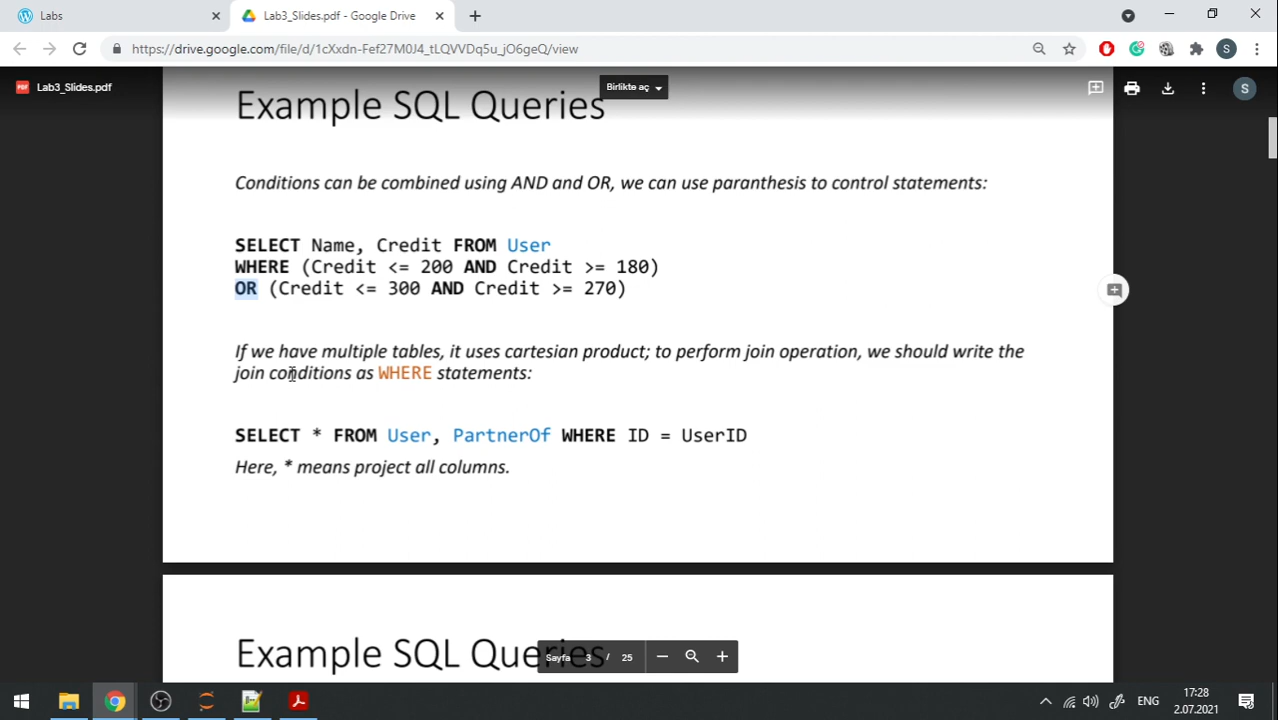 Labs
Lab3_Slides.pdf - Google Drive
https://drive.google.com/file/d/1cXxdn-Fef27M0J4_tLQVVDq5u_jO6geQ/view
S
PDF
Lab3_Slides.pdf
Birlikte aç
S
Example SQL Queries
Conditions can be combined using AND and OR, we can use paranthesis to control statements:
SELECT Name, Credit FROM User
WHERE (Credit <= 200 AND Credit >= 180)
OR (Credit <= 300 AND Credit >= 270)
If we have multiple tables, it uses cartesian product; to perform join operation, we should write the
join conditions as WHERE statements:
SELECT * FROM User, PartnerOf WHERE ID = UserID
Here, * means project all columns.
Example SQL Queries
Sayfa 3 / 25
ENG
17:28
2.07.2021